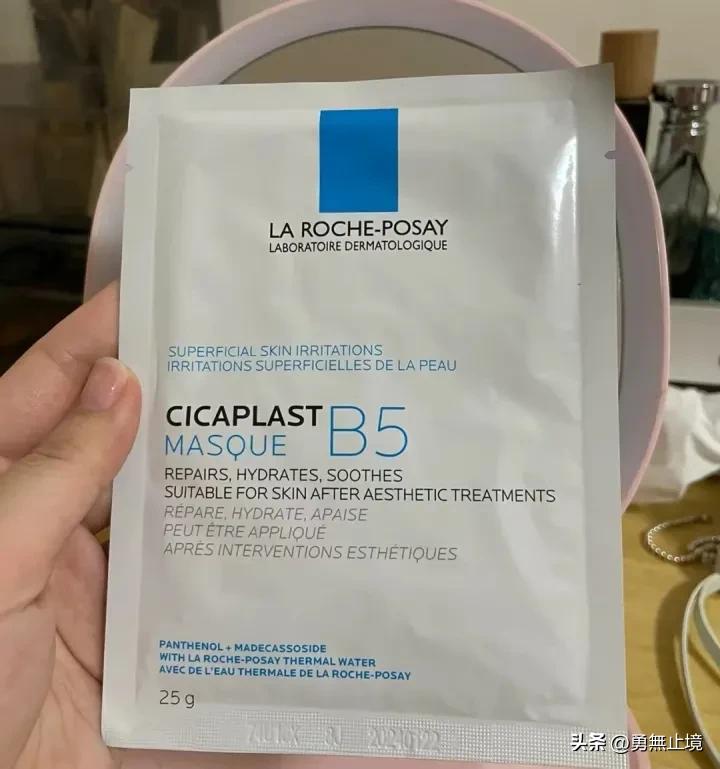 LA ROCHE-POSAY
LABORATOIRE DERMATOLOGIQUE
SUPERFICIAL SKIN IRRITATIONS
IRRITATIONS SUPERFICIELLES DE LA PEAU
CICAPLAST B5
MASQUE
REPAIRS, HYDRATES, SOOTHES
SUITABLE FOR SKIN AFTER AESTHETIC TREATMENTS
RÉPARE, HYDRATE, APAISE
PEUT ÊTRE APPLIQUÉ
APRÈS INTERVENTIONS ESTHÉTIQUES
PANTHENOL + MADECASSOSIDE
WITH LA ROCHE-POSAY THERMAL WATER
AVEC DE L'EAU THERMALE DE LA ROCHE-POSAY
25 g
头条 @勇無止境